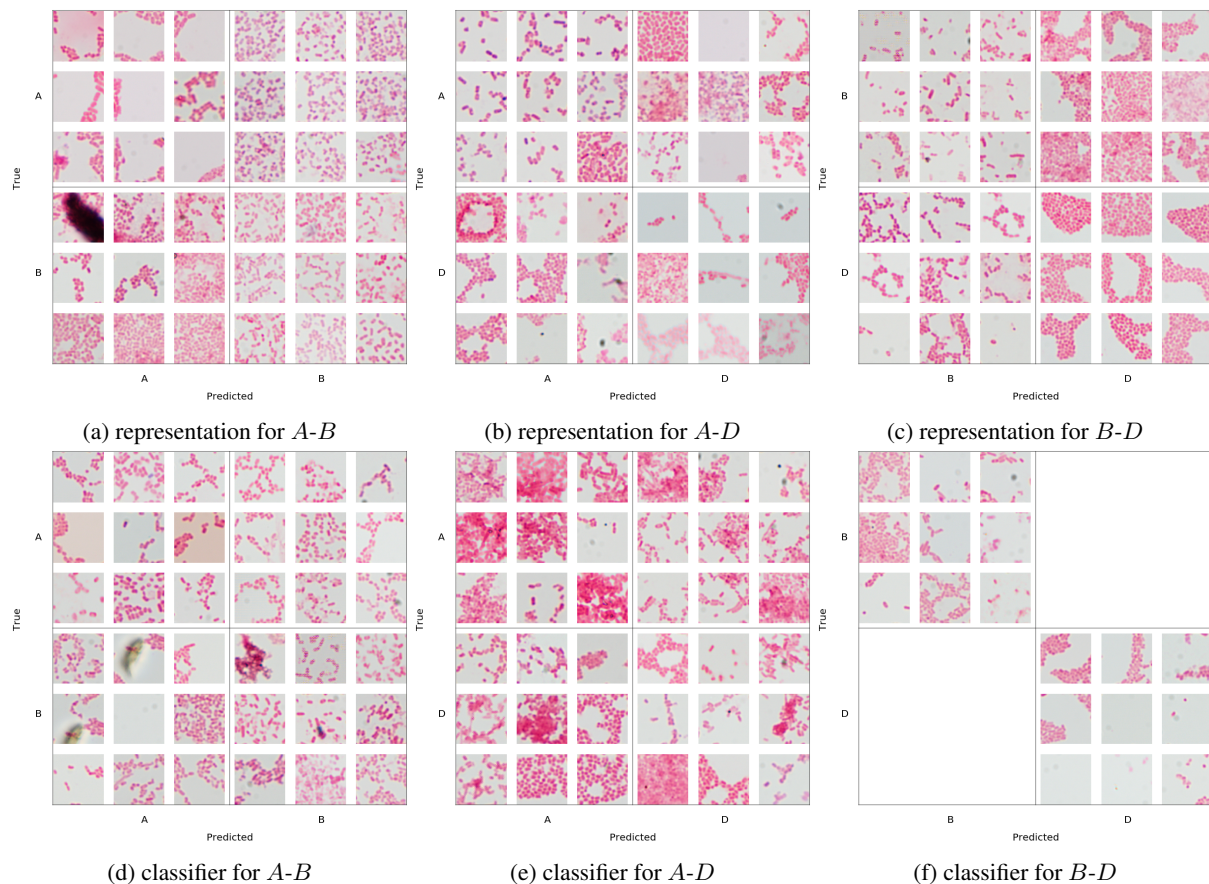 A
B
True
A
B
Predicted
(a) representation for A-B
A
D
True
A
D
Predicted
(b) representation for A-D
B
D
True
B
D
Predicted
(c) representation for B-D
A
B
True
A
B
Predicted
(d) classifier for A-B
A
D
True
A
D
Predicted
(e) classifier for A-D
B
D
True
B
D
Predicted
(f) classifier for B-D